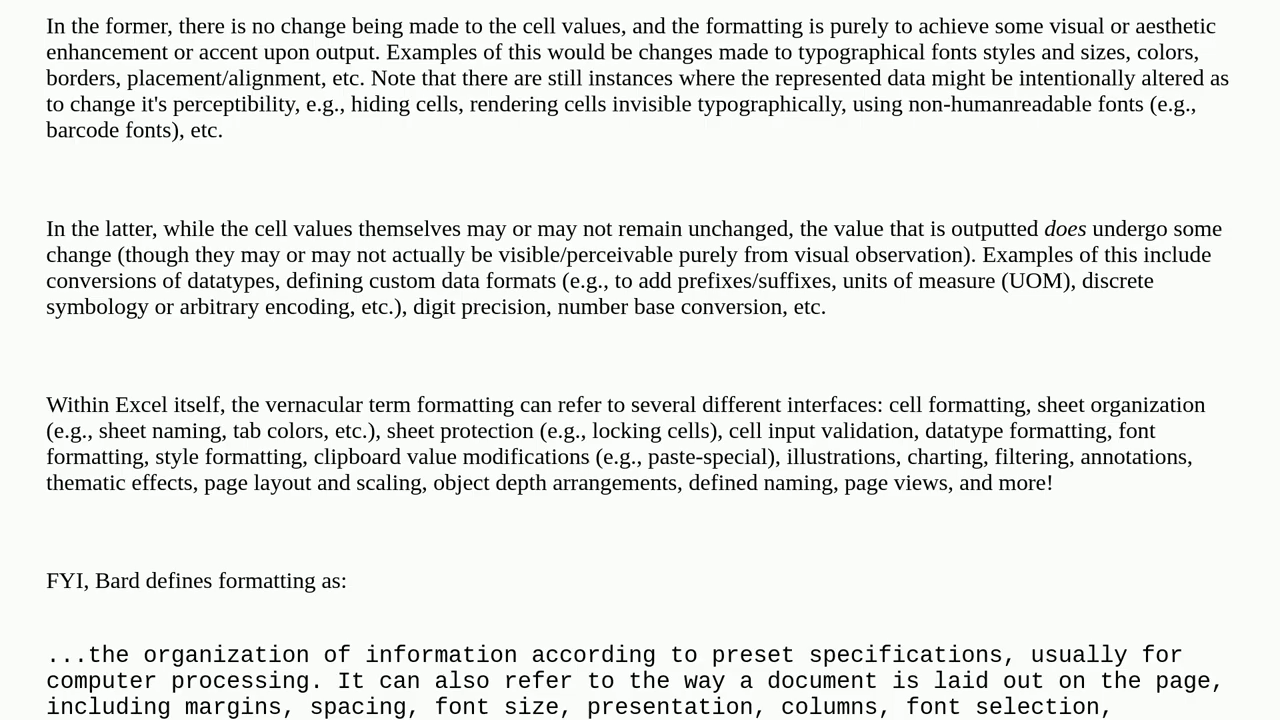 In the former, there is no change being made to the cell values, and the formatting is purely to achieve some visual or aesthetic
enhancement or accent upon output. Examples of this would be changes made to typographical fonts styles and sizes, colors,
borders, placement/alignment, etc. Note that there are still instances where the represented data might be intentionally altered as
to change it's perceptibility, e.g., hiding cells, rendering cells invisible typographically, using non-humanreadable fonts (e.g.,
barcode fonts), etc.
In the latter, while the cell values themselves may or may not remain unchanged, the value that is outputted does undergo some
change (though they may or may not actually be visible/perceivable purely from visual observation). Examples of this include
conversions of datatypes, defining custom data formats (e.g., to add prefixes/suffixes, units of measure (UOM), discrete
symbology or arbitrary encoding, etc.), digit precision, number base conversion, etc.
Within Excel itself, the vernacular term formatting can refer to several different interfaces: cell formatting, sheet organization
(e.g., sheet naming, tab colors, etc.), sheet protection (e.g., locking cells), cell input validation, datatype formatting, font
formatting, style formatting, clipboard value modifications (e.g., paste-special), illustrations, charting, filtering, annotations,
thematic effects, page layout and scaling, object depth arrangements, defined naming, page views, and more!
FYI, Bard defines formatting as:
...the organization of information according to preset specifications, usually for
computer processing. It can also refer to the way a document is laid out on the page,
including margins, spacing, font size, presentation, columns, font selection,